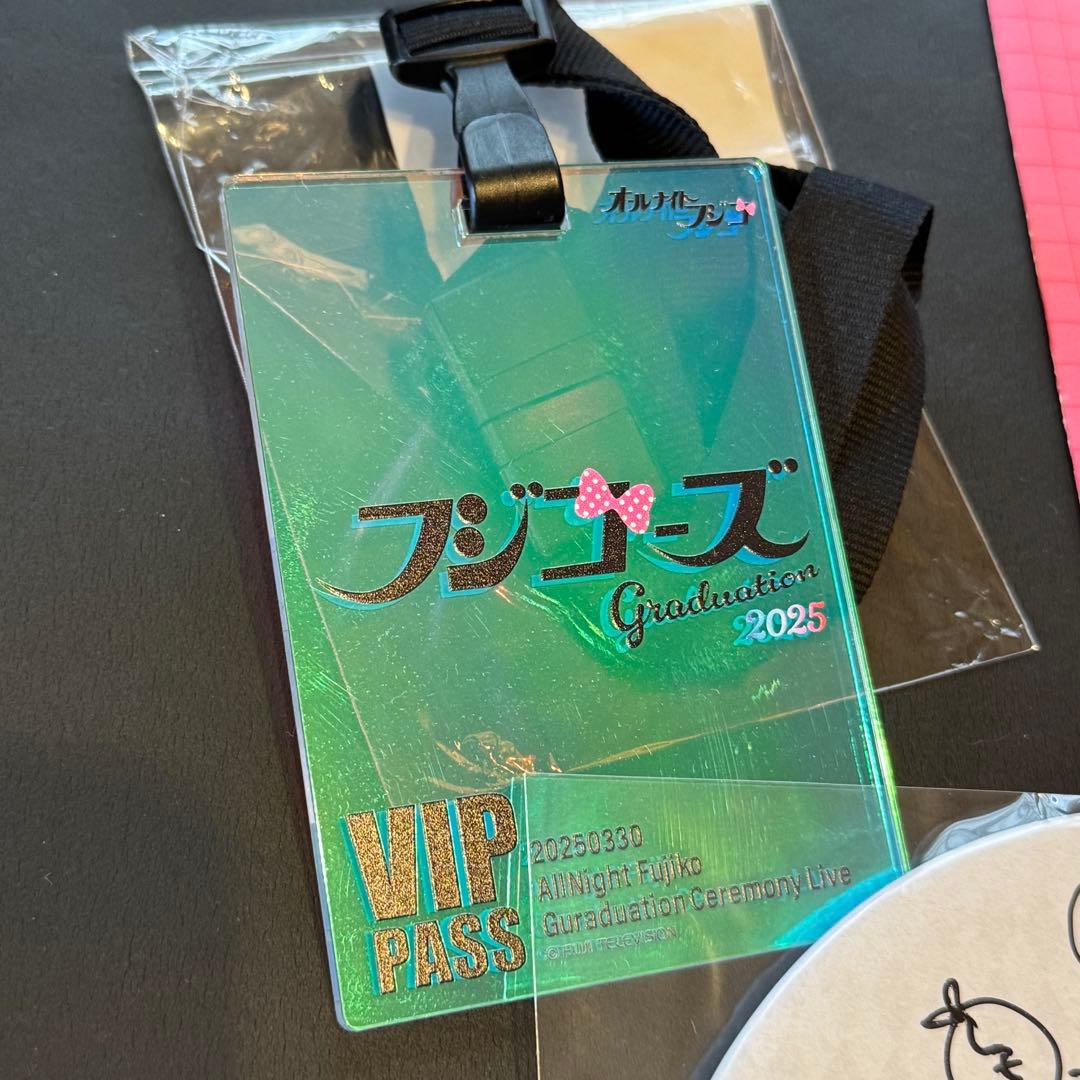 オールナイト
フジコ
フジコーズ
Graduation
2025
VIP
PASS
20250330
AllNight Fujiko
Guraduation Ceremony Live
©FUJI TELEVISION